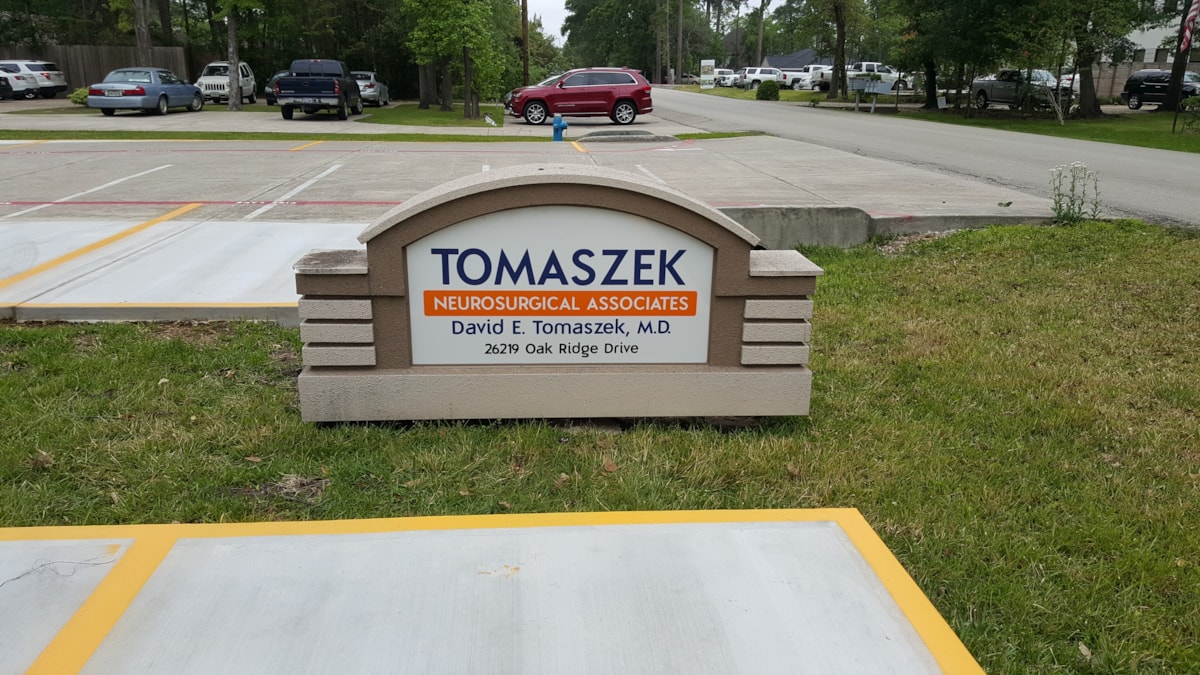 TOMASZEK
NEUROSURGICAL ASSOCIATES
David E. Tomaszek, M.D.
26219 Oak Ridge Drive